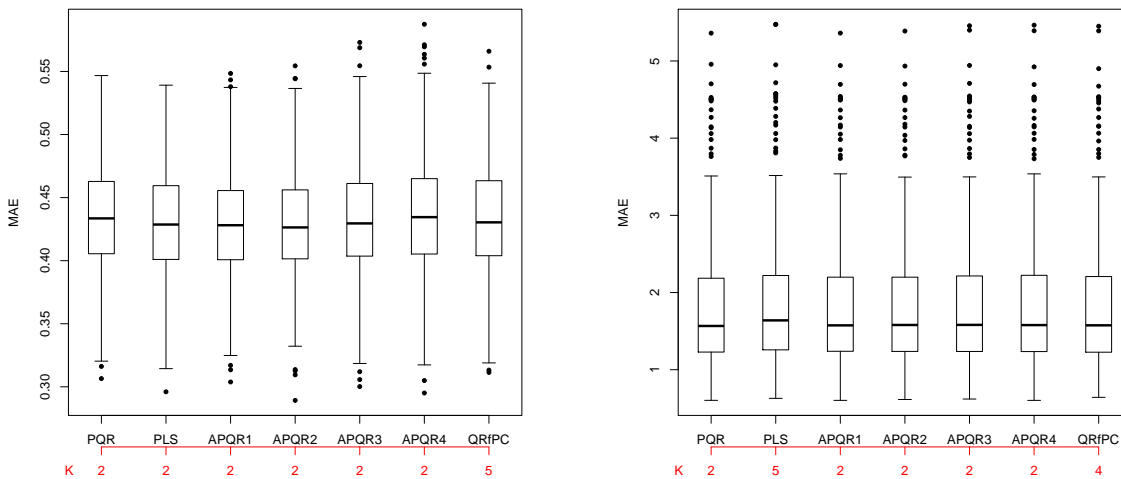 MAE
0.55
0.50
0.45
0.40
0.35
0.30
PQR PLS APQR1 APQR2 APQR3 APQR4 QRfPC
K 2 2 2 2 2 2 5
MAE
5
4
3
2
1
PQR PLS APQR1 APQR2 APQR3 APQR4 QRfPC
K 2 5 2 2 2 2 4